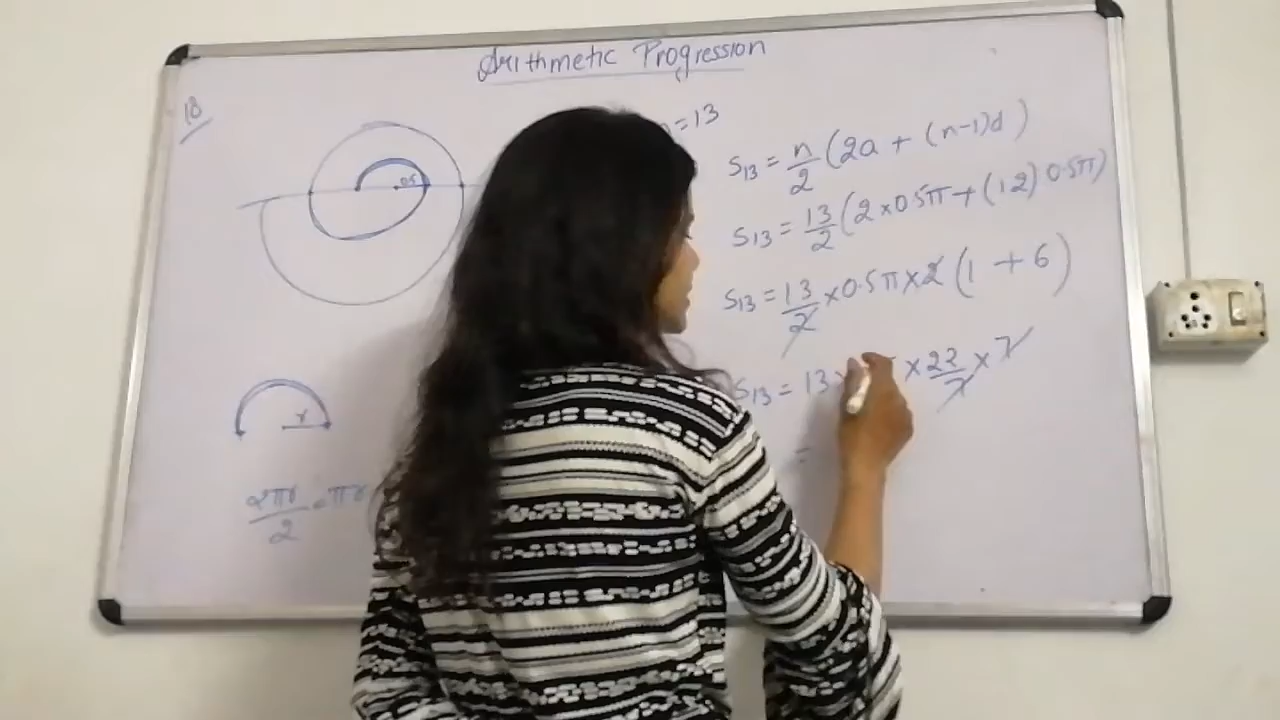 Arithmetic Progression
18
n=13
0.5
S13 = n/2 (2a + (n-1)d)
S13 = 13/2 (2×0.5π + (12) 0.5π)
S13 = 13/2 × 0.5π × 2 (1 + 6)
S13 = 13 × × 22/7 × 7
=
r
2πr/2 = πr